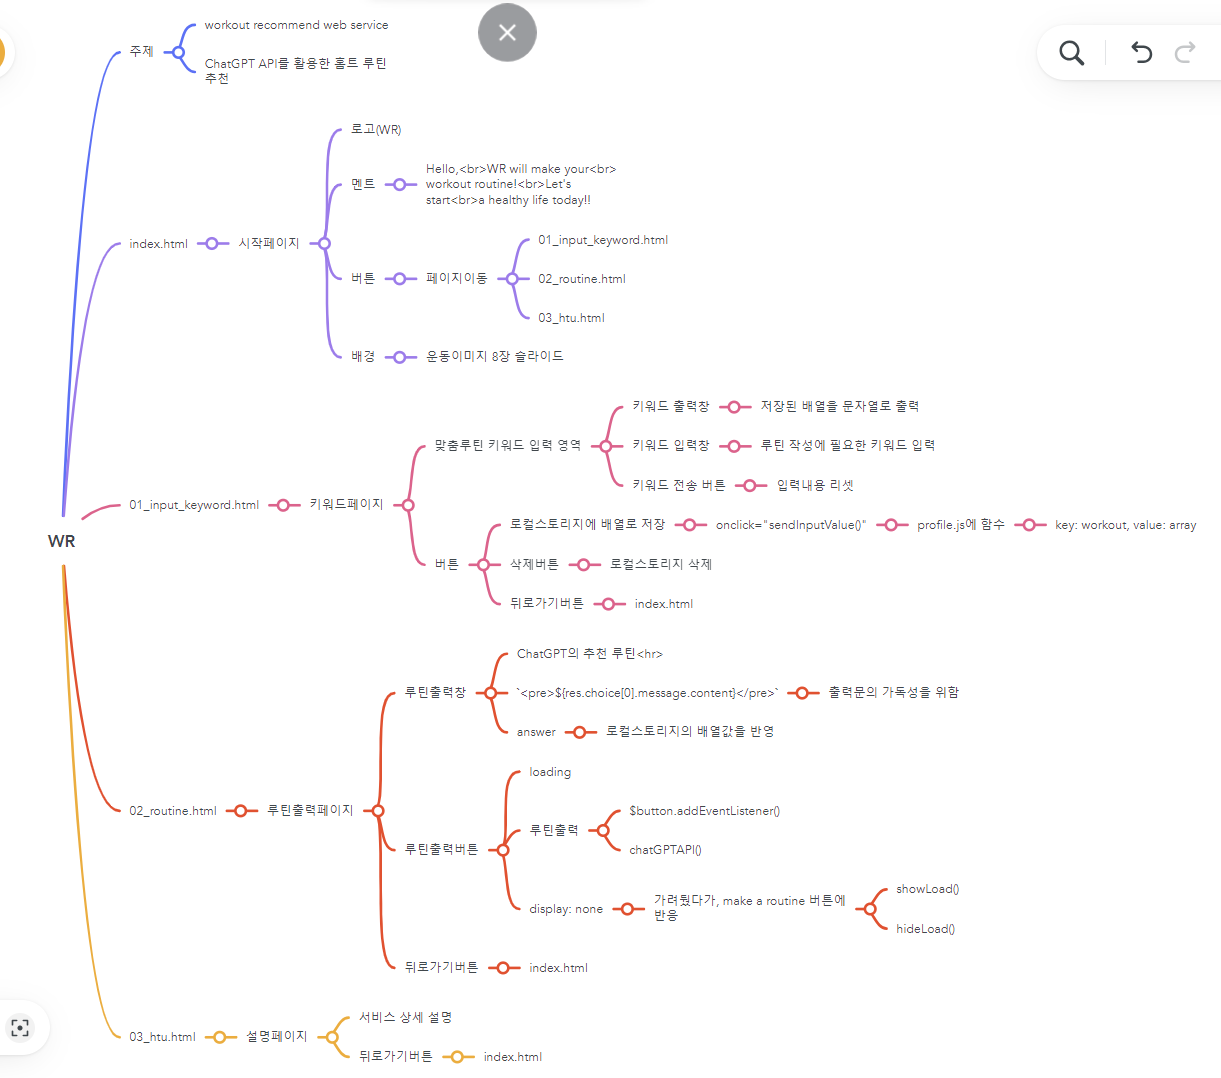 workout recommend web service
주제
ChatGPT API를 활용한 홈트 루틴
추천
로고(WR)
멘트
Hello,<br>WR will make your<br>
workout routine!<br>Let's
start<br>a healthy life today!!
index.html
시작페이지
버튼
페이지이동
01_input_keyword.html
02_routine.html
03_htu.html
배경
운동이미지 8장 슬라이드
WR
01_input_keyword.html
키워드페이지
맞춤루틴 키워드 입력 영역
키워드 출력창
저장된 배열을 문자열로 출력
키워드 입력창
루틴 작성에 필요한 키워드 입력
키워드 전송 버튼
입력내용 리셋
버튼
로컬스토리지에 배열로 저장
onclick="sendInputValue()"
profile.js에 함수
key: workout, value: array
삭제버튼
로컬스토리지 삭제
뒤로가기버튼
index.html
02_routine.html
루틴출력페이지
루틴출력창
ChatGPT의 추천 루틴<hr>
`<pre>${res.choice[0].message.content}</pre>`
출력문의 가독성을 위함
answer
로컬스토리지의 배열값을 반영
루틴출력버튼
loading
루틴출력
$button.addEventListener()
chatGPTAPI()
display: none
가려뒀다가, make a routine 버튼에
반응
showLoad()
hideLoad()
뒤로가기버튼
index.html
03_htu.html
설명페이지
서비스 상세 설명
뒤로가기버튼
index.html